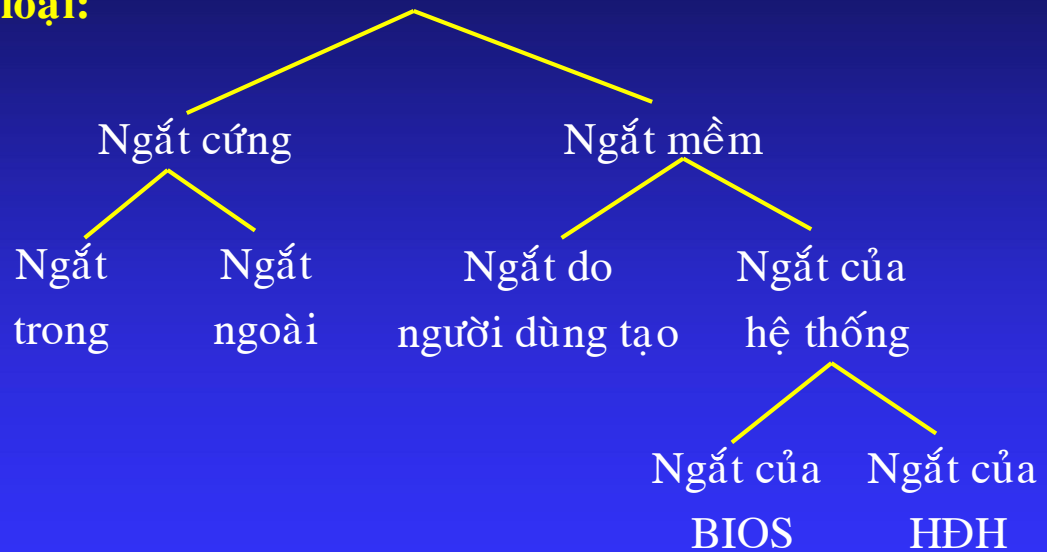 loại:
Ngắt cứng Ngắt mềm
Ngắt Ngắt Ngắt do Ngắt của
trong ngoài người dùng tạo hệ thống
Ngắt của Ngắt của
BIOS HĐH